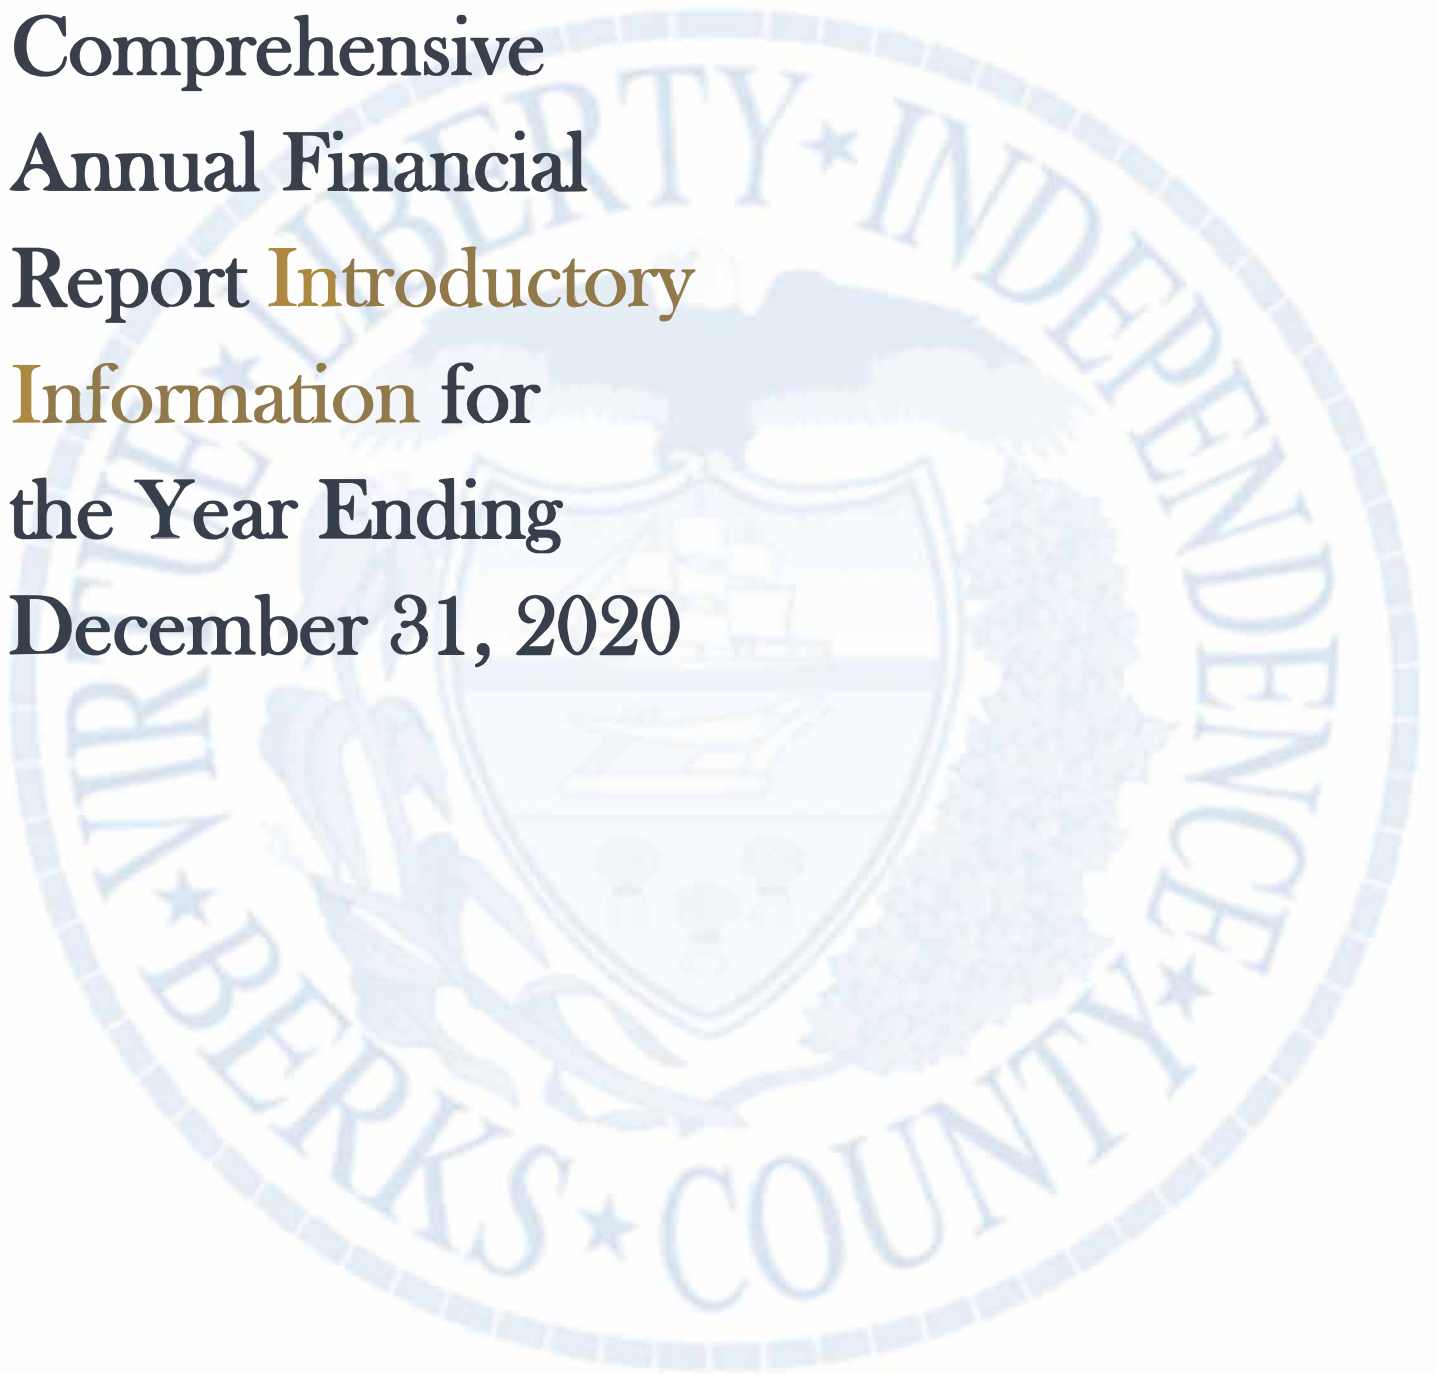 Comprehensive
Annual Financial
Report Introductory
Information for
the Year Ending
December 31, 2020
VIRTUE ★ LIBERTY ★ INDEPENDENCE ★
BERKS ★ COUNTY ★